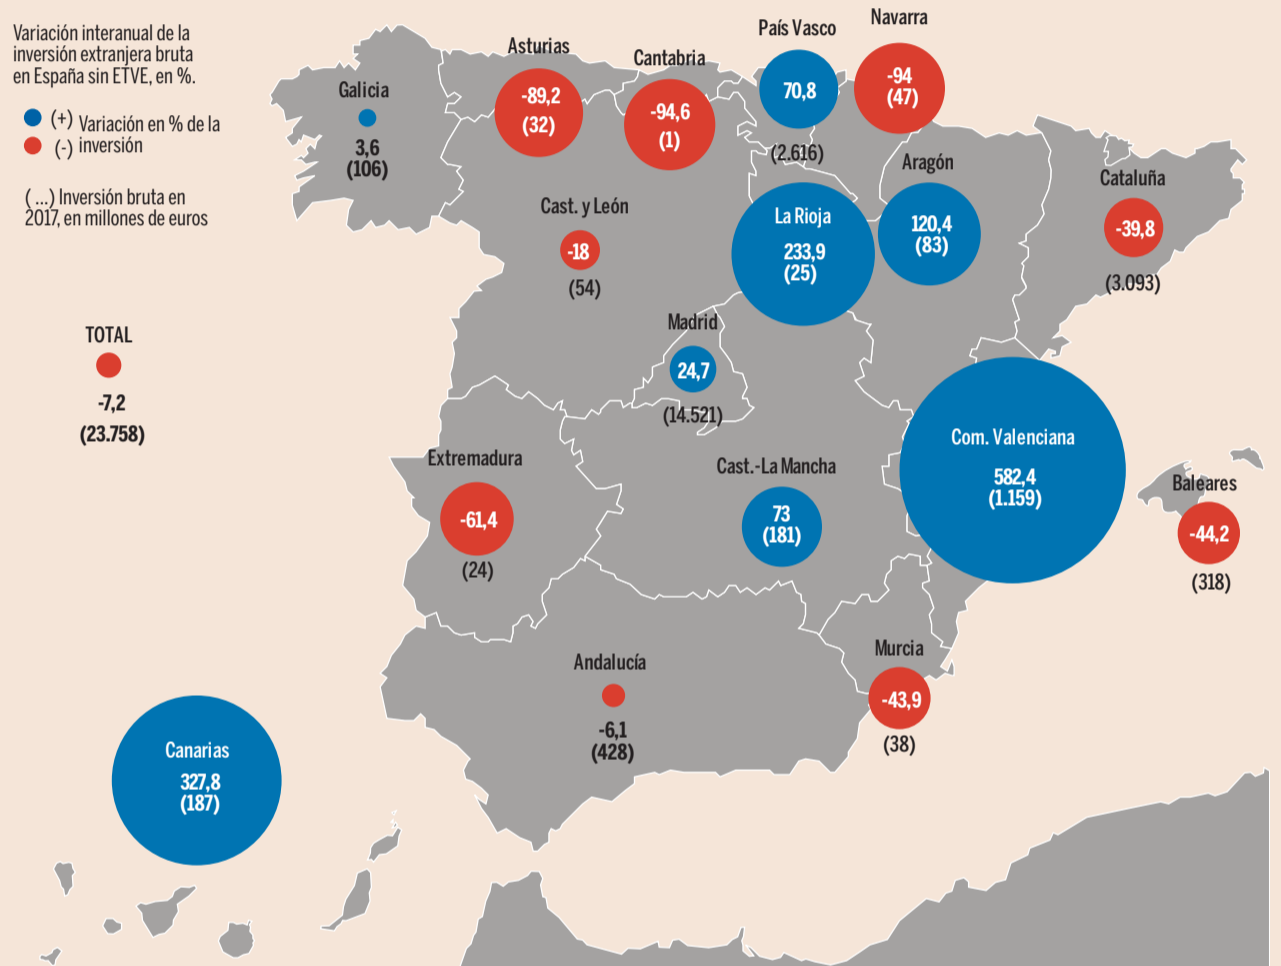 Variación interanual de la
inversión extranjera bruta
en España sin ETVE, en %.
(+) Variación en % de la
(-) inversión
( ...) Inversión bruta en
2017, en millones de euros
TOTAL
-7,2
(23.758)
Galicia
3,6
(106)
Asturias
-89,2
(32)
Cantabria
-94,6
(1)
País Vasco
70,8
(2.616)
Navarra
-94
(47)
Aragón
120,4
(83)
Cataluña
-39,8
(3.093)
Cast. y León
-18
(54)
La Rioja
233,9
(25)
Madrid
24,7
(14.521)
Extremadura
-61,4
(24)
Cast.-La Mancha
73
(181)
Com. Valenciana
582,4
(1.159)
Baleares
-44,2
(318)
Andalucía
-6,1
(428)
Murcia
-43,9
(38)
Canarias
327,8
(187)